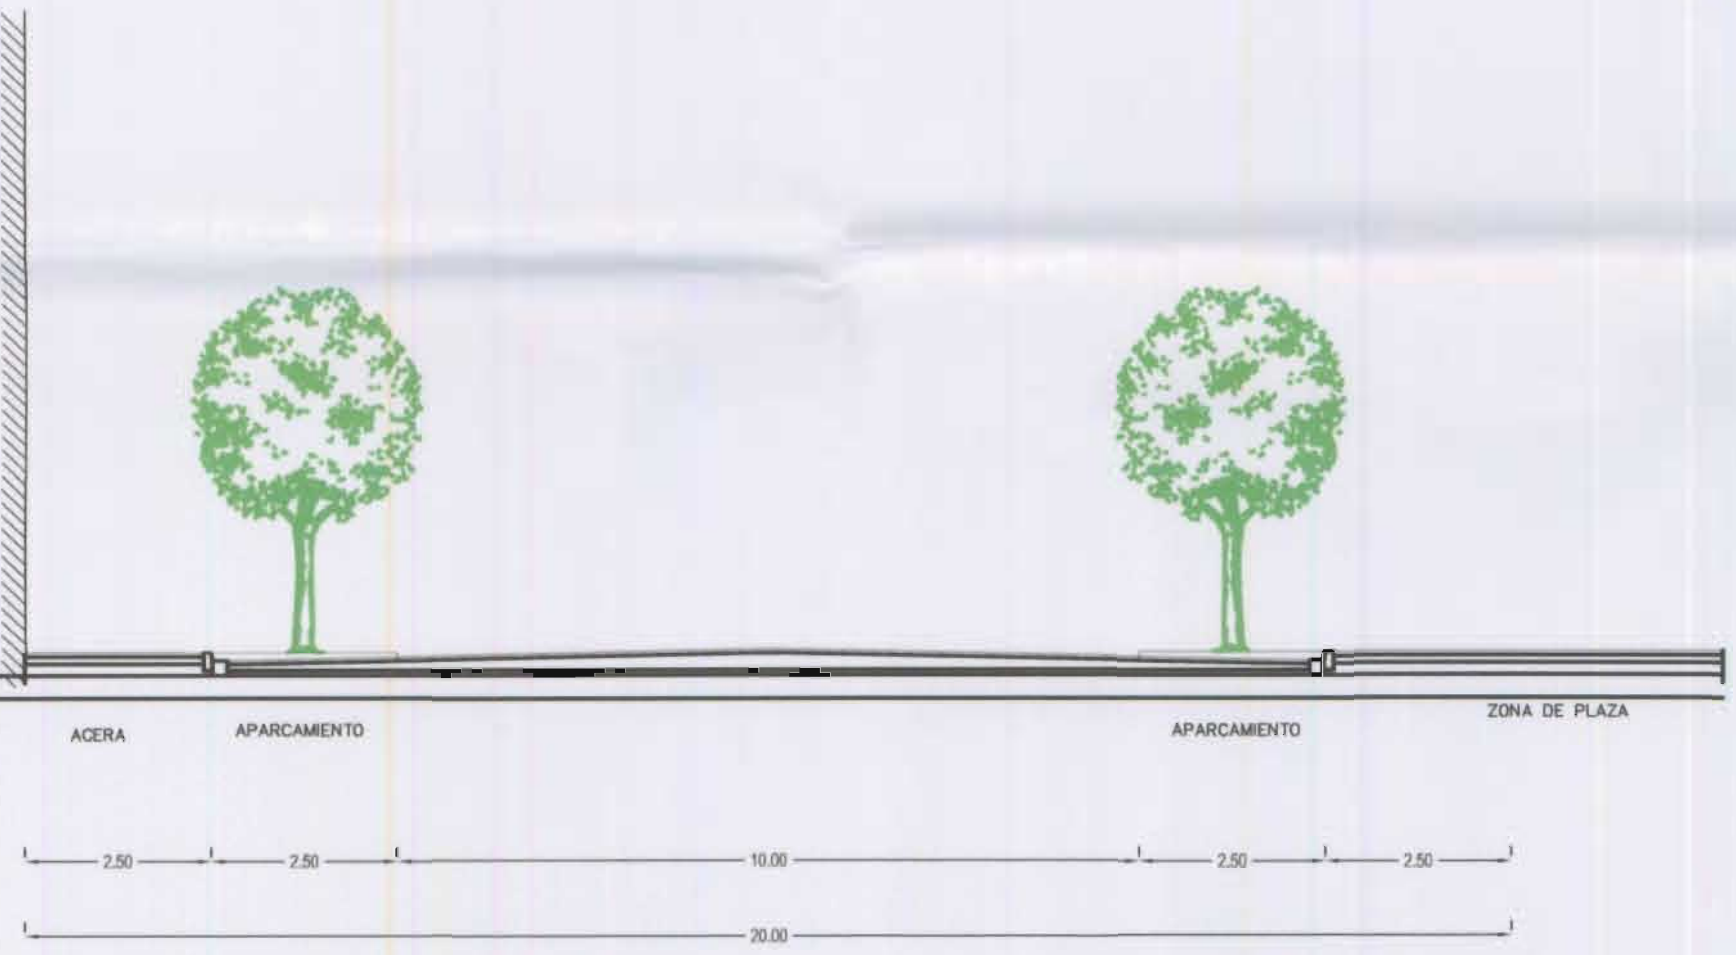 ZONA DE PLAZA
ACERA
APARCAMIENTO
APARCAMIENTO
2.50
2.50
10.00
2.50
2.50
20.00